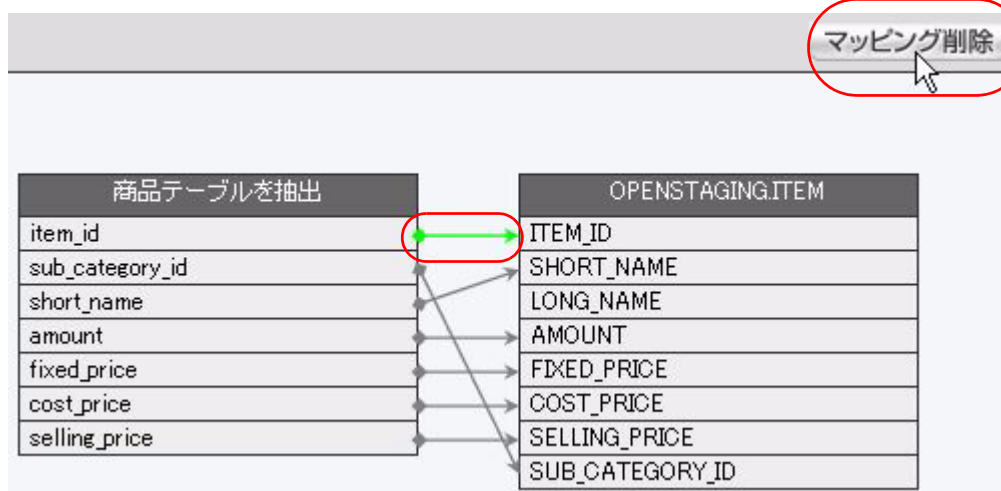 マッピング削除
商品テーブルを抽出
item_id
sub_category_id
short_name
amount
fixed_price
cost_price
selling_price
OPENSTAGING.ITEM
ITEM_ID
SHORT_NAME
LONG_NAME
AMOUNT
FIXED_PRICE
COST_PRICE
SELLING_PRICE
SUB_CATEGORY_ID